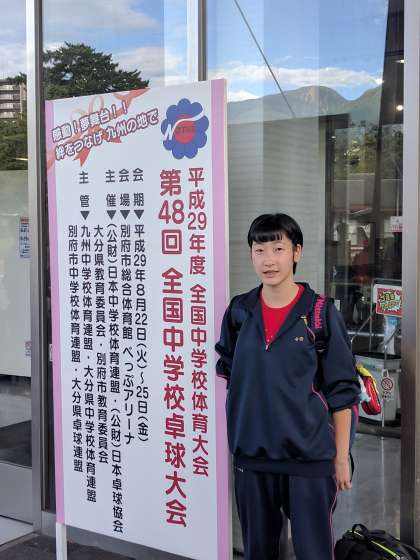 感動!夢舞台!!
絆をつなげ 九州の地で
平成29年度 全国中学校体育大会
第48回 全国中学校卓球大会
会 期▼平成29年8月22日(火)～25日(金)
会 場▼別府市総合体育館 べっぷアリーナ
主 催▼(公財)日本中学校体育連盟・(公財)日本卓球協会
大分県教育委員会・別府市教育委員会
主 管▼九州中学校体育連盟・大分県中学校体育連盟
別府市中学校体育連盟・大分県卓球連盟